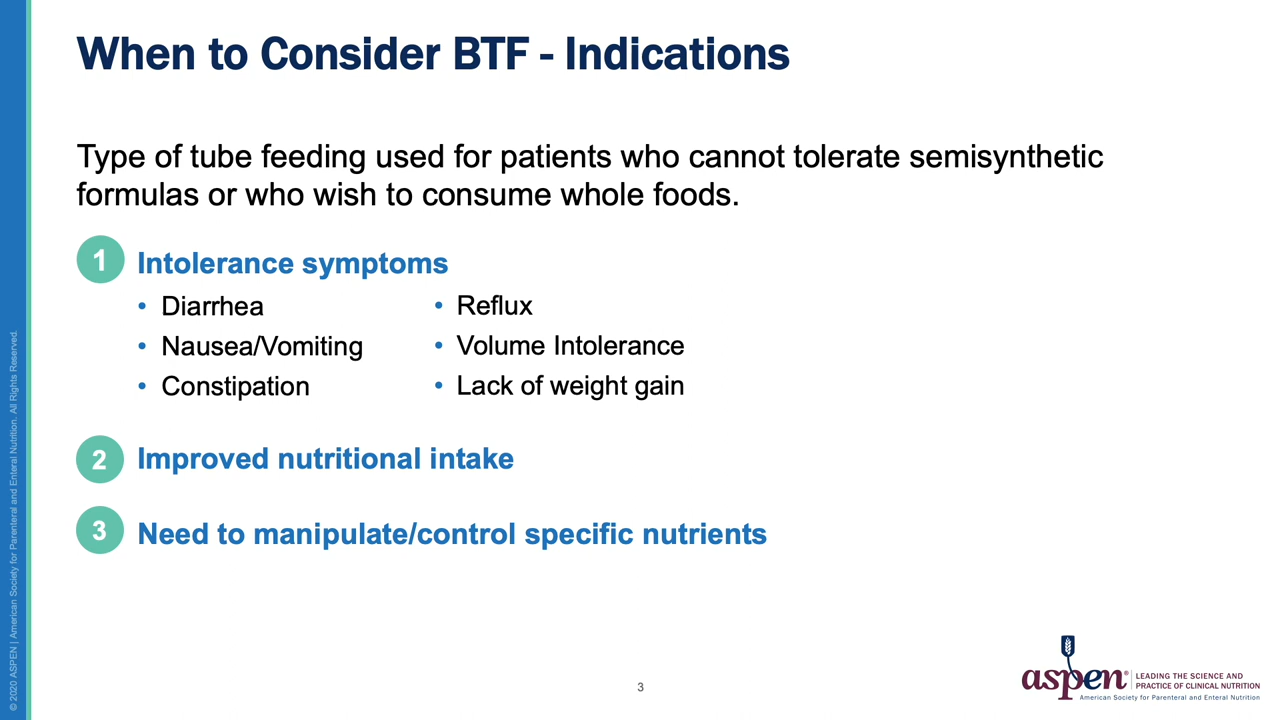 When to Consider BTF - Indications
Type of tube feeding used for patients who cannot tolerate semisynthetic
formulas or who wish to consume whole foods.
1 Intolerance symptoms
• Diarrhea
• Nausea/Vomiting
• Constipation
• Reflux
• Volume Intolerance
• Lack of weight gain
2 Improved nutritional intake
3 Need to manipulate/control specific nutrients
© 2020 ASPEN | American Society for Parenteral and Enteral Nutrition. All Rights Reserved.
3
aspen® LEADING THE SCIENCE AND
PRACTICE OF CLINICAL NUTRITION
American Society for Parenteral and Enteral Nutrition